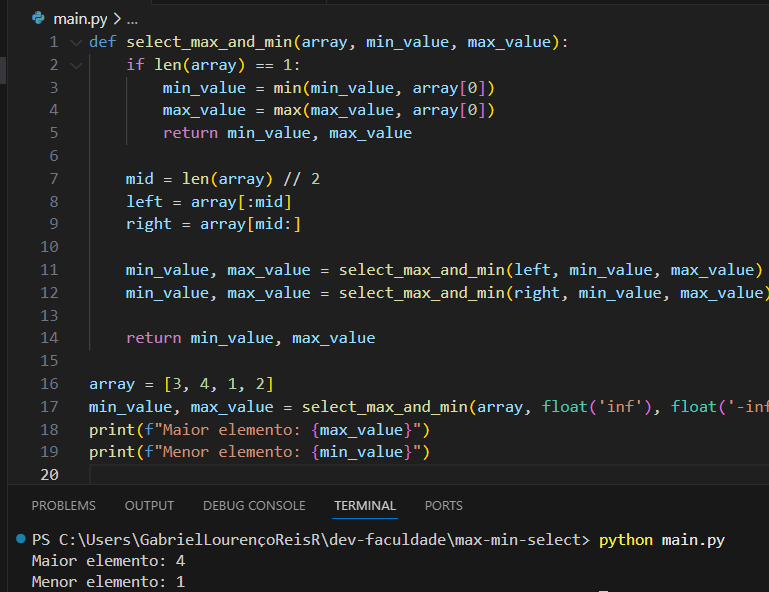 main.py > ...
1 def select_max_and_min(array, min_value, max_value):
2 if len(array) == 1:
3 min_value = min(min_value, array[0])
4 max_value = max(max_value, array[0])
5 return min_value, max_value
6
7 mid = len(array) // 2
8 left = array[:mid]
9 right = array[mid:]
10
11 min_value, max_value = select_max_and_min(left, min_value, max_value)
12 min_value, max_value = select_max_and_min(right, min_value, max_value)
13
14 return min_value, max_value
15
16 array = [3, 4, 1, 2]
17 min_value, max_value = select_max_and_min(array, float('inf'), float('-inf
18 print(f"Maior elemento: {max_value}")
19 print(f"Menor elemento: {min_value}")
20
PROBLEMS OUTPUT DEBUG CONSOLE TERMINAL PORTS
PS C:\Users\GabrielLourençoReisR\dev-faculdade\max-min-select> python main.py
Maior elemento: 4
Menor elemento: 1